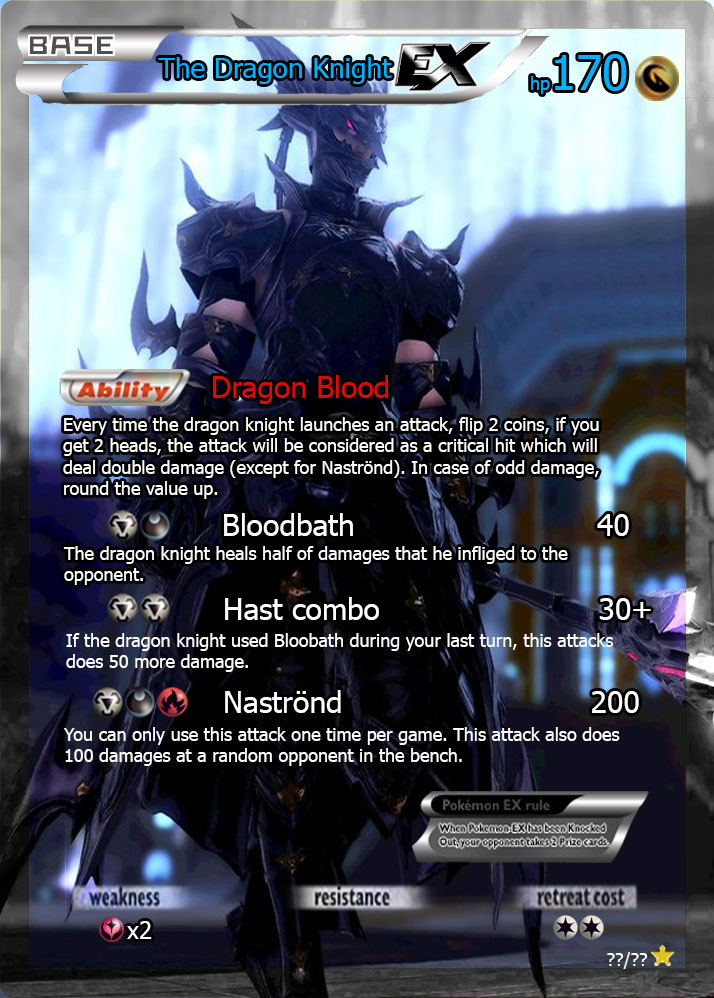 BASE
The Dragon Knight EX hp170
Ability Dragon Blood
Every time the dragon knight launches an attack, flip 2 coins, if you
get 2 heads, the attack will be considered as a critical hit which will
deal double damage (except for Naströnd). In case of odd damage,
round the value up.
Bloodbath 40
The dragon knight heals half of damages that he infliged to the
opponent.
Hast combo 30+
If the dragon knight used Bloobath during your last turn, this attacks
does 50 more damage.
Naströnd 200
You can only use this attack one time per game. This attack also does
100 damages at a random opponent in the bench.
Pokémon EX rule
When Pokemon-EX has been Knocked
Out, your opponent takes 2 Prize cards.
weakness resistance retreat cost
x2
??/??